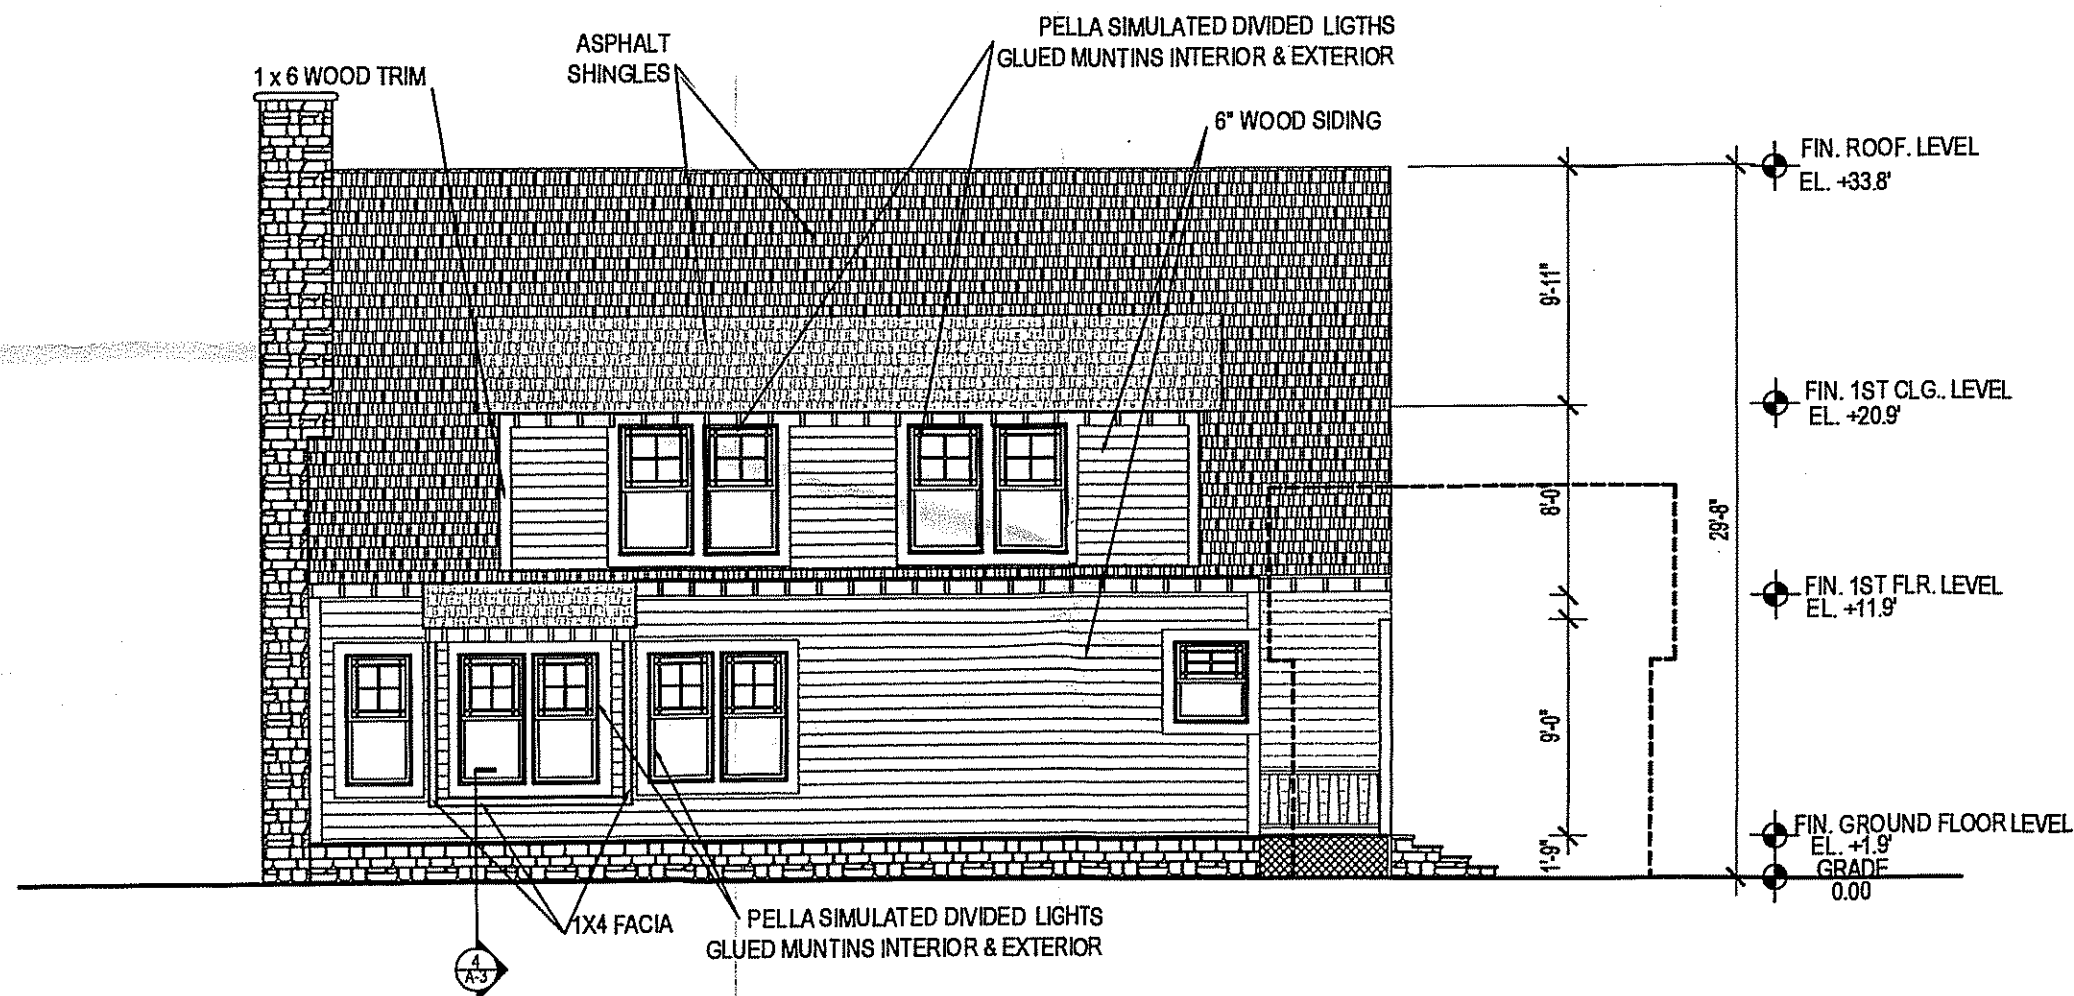 PELLA SIMULATED DIVIDED LIGTHS
GLUED MUNTINS INTERIOR & EXTERIOR
ASPHALT
SHINGLES
1 x 6 WOOD TRIM
6" WOOD SIDING
FIN. ROOF. LEVEL
EL. +33.8'
9'-11"
FIN. 1ST CLG.. LEVEL
EL. +20.9'
8'-0"
29'-8"
FIN. 1ST FLR. LEVEL
EL. +11.9'
9'-0"
FIN. GROUND FLOOR LEVEL
EL. +1.9'
1'-9"
GRADE
0.00
1X4 FACIA
PELLA SIMULATED DIVIDED LIGHTS
GLUED MUNTINS INTERIOR & EXTERIOR
4
A-3